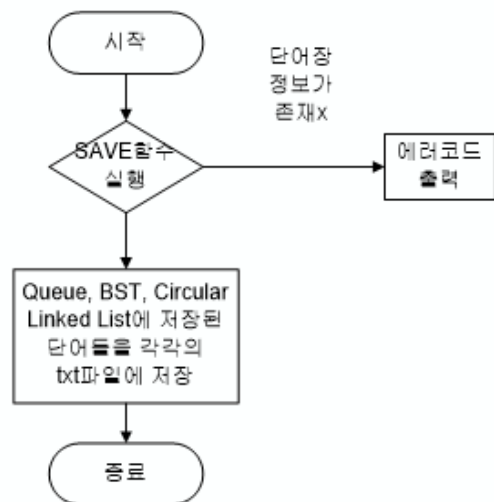 시작
단어장
정보가
존재x
SAVE함수
실행
에러코드
출력
Queue, BST, Circular
Linked List에 저장된
단어들을 각각의
txt파일에 저장
종료